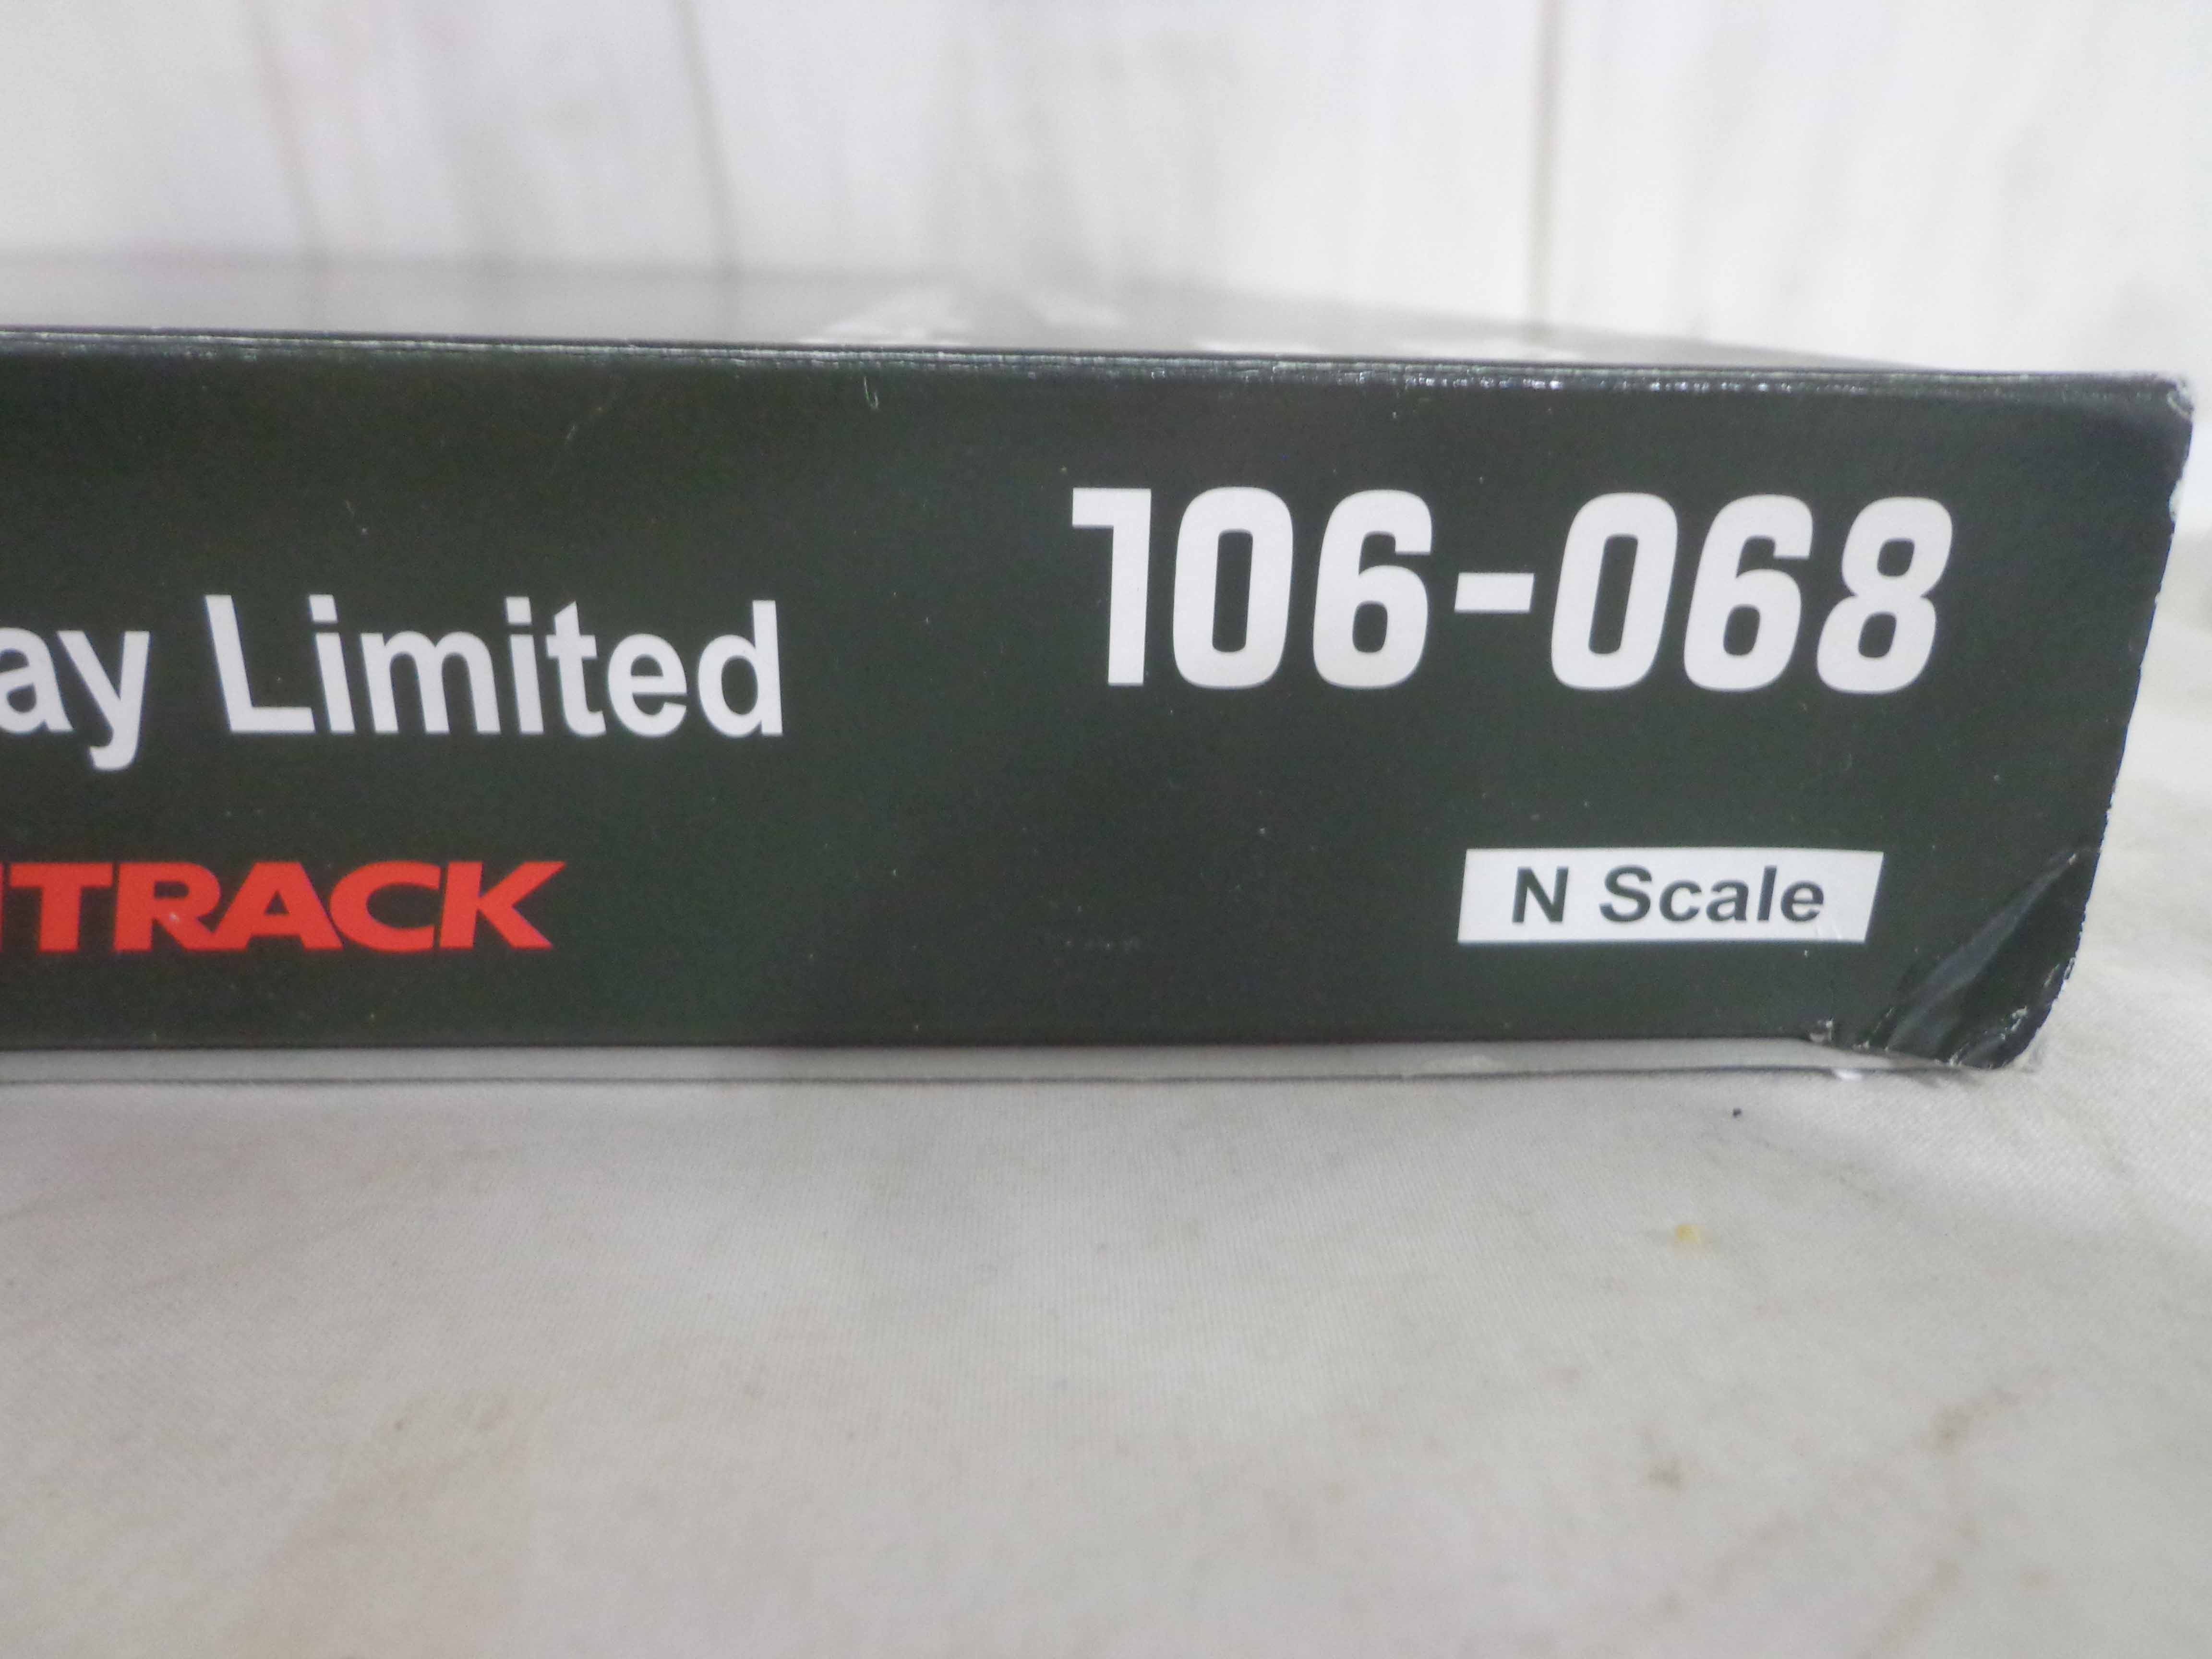 106-068
ay Limited
TRACK
N Scale